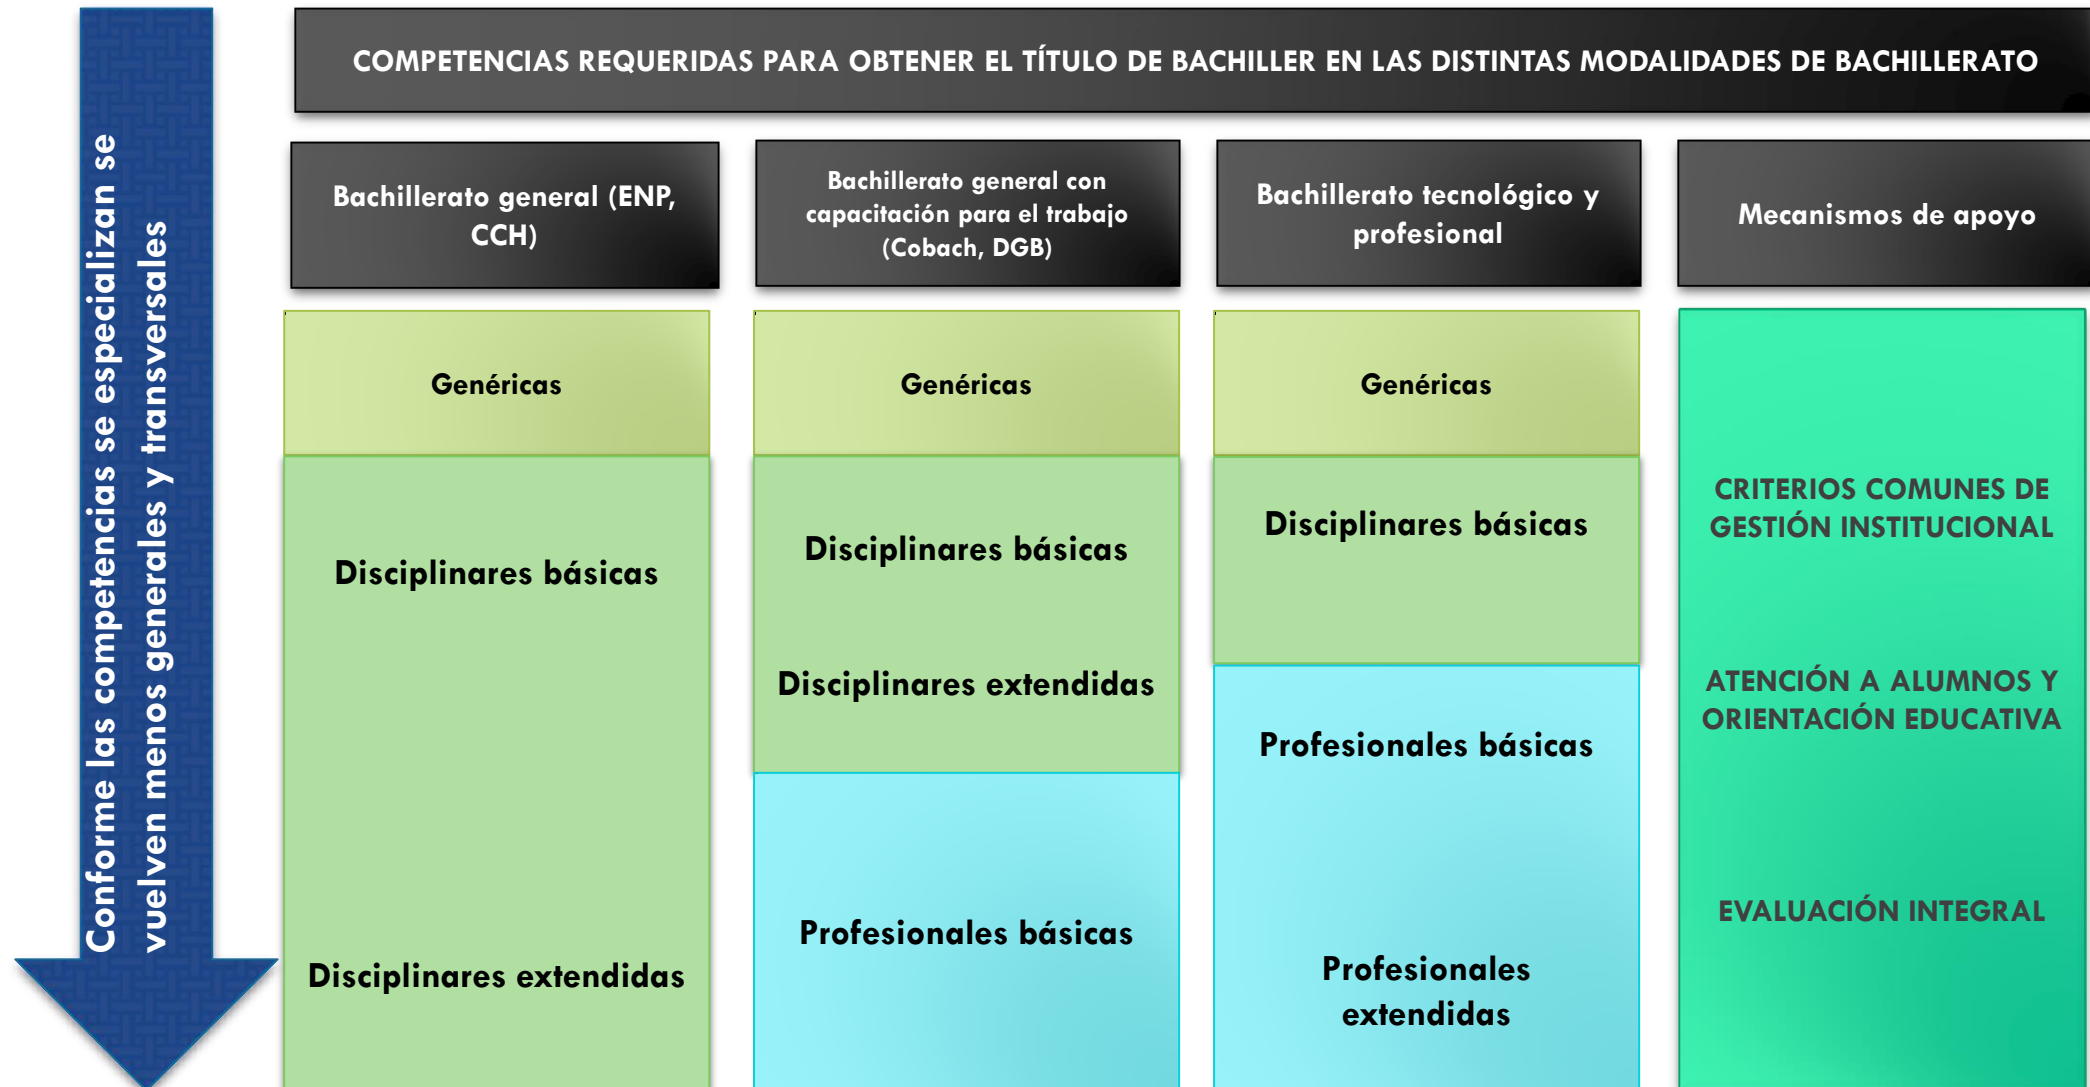 COMPETENCIAS REQUERIDAS PARA OBTENER EL TÍTULO DE BACHILLER EN LAS DISTINTAS MODALIDADES DE BACHILLERATO
Conforme las competencias se especializan se
vuelven menos generales y transversales
Bachillerato general (ENP,
CCH)
Genéricas
Disciplinares básicas
Disciplinares extendidas
Bachillerato general con
capacitación para el trabajo
(Cobach, DGB)
Genéricas
Disciplinares básicas
Disciplinares extendidas
Profesionales básicas
Bachillerato tecnológico y
profesional
Genéricas
Disciplinares básicas
Profesionales básicas
Profesionales
extendidas
Mecanismos de apoyo
CRITERIOS COMUNES DE
GESTIÓN INSTITUCIONAL
ATENCIÓN A ALUMNOS Y
ORIENTACIÓN EDUCATIVA
EVALUACIÓN INTEGRAL